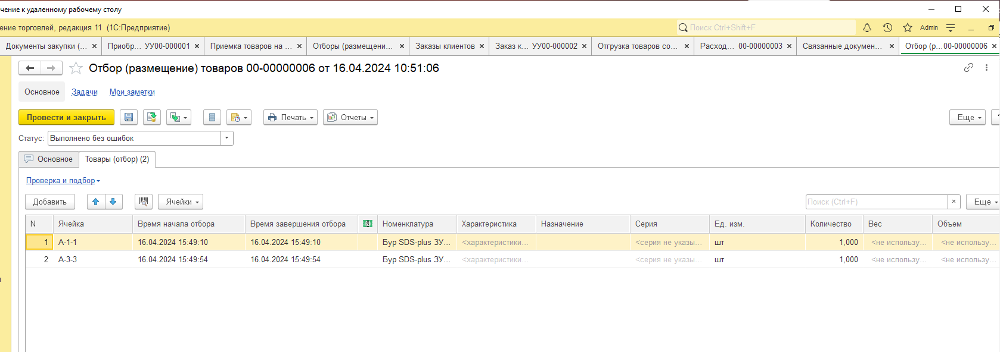 чение к удаленному рабочему столу
ение торговлей, редакция 11 (1С:Предприятие) Поиск Ctrl+Shift+F Admin
Документы закупки (... Приобр... УУ00-000001 Приемка товаров на ... Отборы (размещени... Заказы клиентов Заказ к... УУ00-000002 Отгрузка товаров со... Расход... 00-00000003 Связанные докумен... Отбор (р...00-00000006
Отбор (размещение) товаров 00-00000006 от 16.04.2024 10:51:06
Основное Задачи Мои заметки
Провести и закрыть Печать Отчеты Еще ?
Статус: Выполнено без ошибок
Основное Товары (отбор) (2)
Проверка и подбор
Добавить Ячейки Поиск (Ctrl+F) × Еще
N Ячейка Время начала отбора Время завершения отбора Номенклатура Характеристика Назначение Серия Ед. изм. Количество Вес Объем
1 А-1-1 16.04.2024 15:49:10 16.04.2024 15:49:10 Бур SDS-plus ЗУ... <характеристики... <серия не указы... шт 1,000 <не использу... <не использу...
2 А-3-3 16.04.2024 15:49:54 16.04.2024 15:49:54 Бур SDS-plus ЗУ... <характеристики... <серия не указы... шт 1,000 <не использу... <не использу...